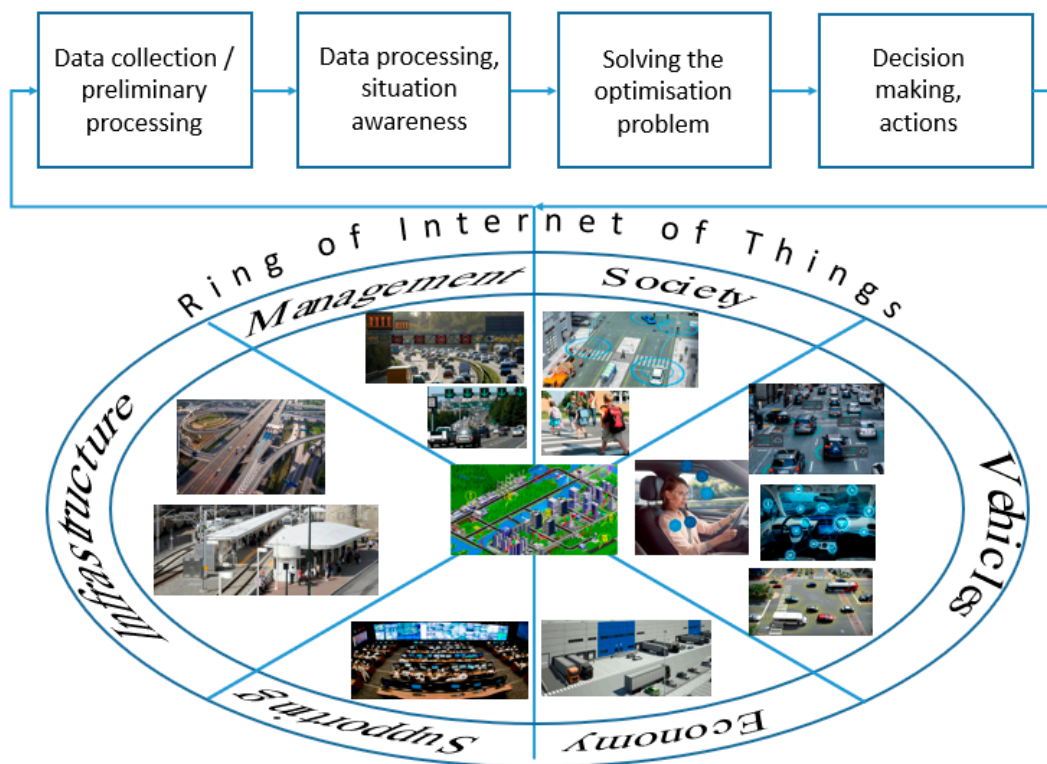 Data collection /
preliminary
processing
Data processing,
situation
awareness
Solving the
optimisation
problem
Decision
making,
actions
Ring of Internet of Things
Management
Society
Infrastructure
Vehicles
Supporting
Economy